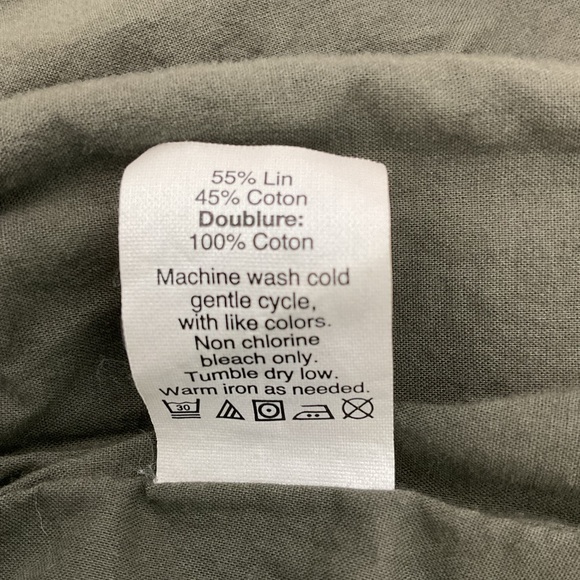 55% Lin
45% Coton
Doublure:
100% Coton
Machine wash cold
gentle cycle,
with like colors.
Non chlorine
bleach only.
Tumble dry low.
Warm iron as needed.
30